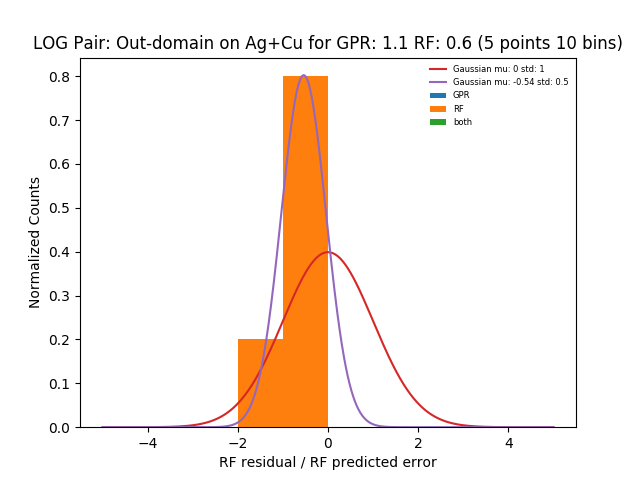 LOG Pair: Out-domain on Ag+Cu for GPR: 1.1 RF: 0.6 (5 points 10 bins)
Gaussian mu: 0 std: 1
Gaussian mu: -0.54 std: 0.5
GPR
RF
both
Normalized Counts
0.8
0.7
0.6
0.5
0.4
0.3
0.2
0.1
0.0
−4 −2 0 2 4
RF residual / RF predicted error